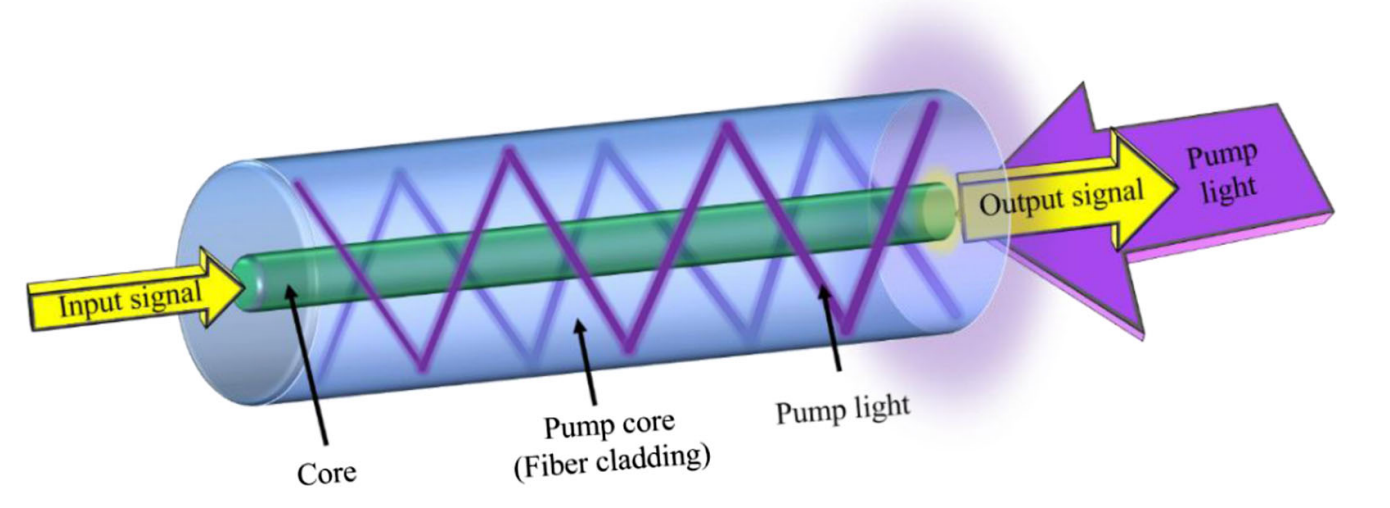 Pump
light
Output signal
Input signal
Pump light
Pump core
(Fiber cladding)
Core